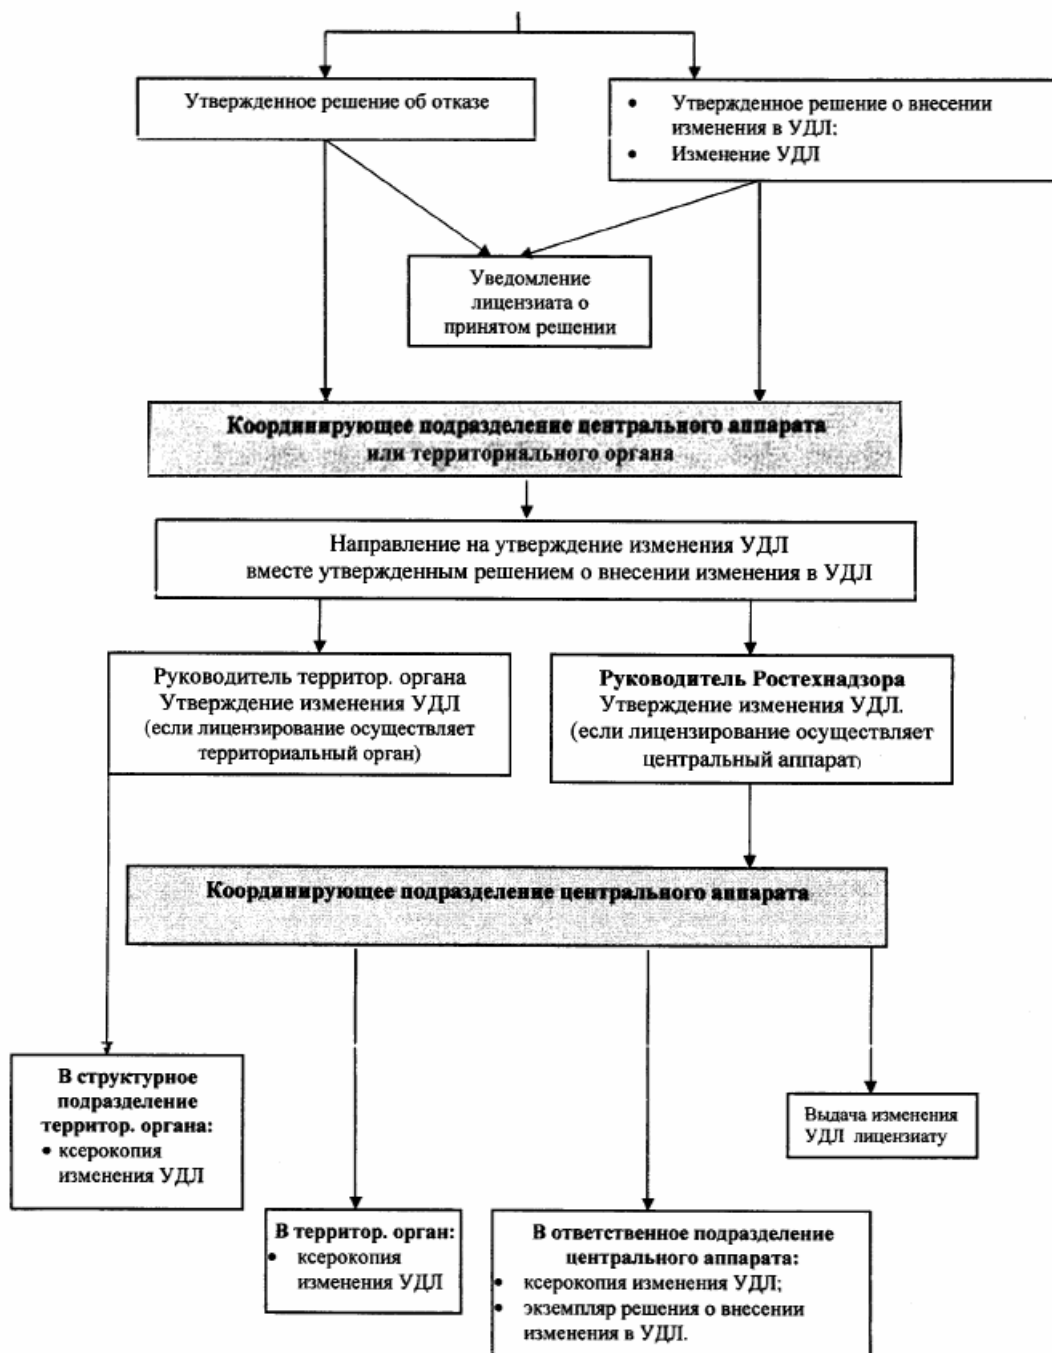 Утвержденное решение об отказе
• Утвержденное решение о внесении
изменения в УДЛ;
• Изменение УДЛ
Уведомление
лицензиата о
принятом решении
Координирующее подразделение центрального аппарата
или территориального органа
Направление на утверждение изменения УДЛ
вместе утвержденным решением о внесении изменения в УДЛ
Руководитель территор. органа
Утверждение изменения УДЛ
(если лицензирование осуществляет
территориальный орган)
Руководитель Ростехнадзора
Утверждение изменения УДЛ.
(если лицензирование осуществляет
центральный аппарат)
Координирующее подразделение центрального аппарата
В структурное
подразделение
территор. органа:
• ксерокопия
изменения УДЛ
Выдача изменения
УДЛ лицензиату
В территор. орган:
• ксерокопия
изменения УДЛ
В ответственное подразделение
центрального аппарата:
• ксерокопия изменения УДЛ;
• экземпляр решения о внесении
изменения в УДЛ.